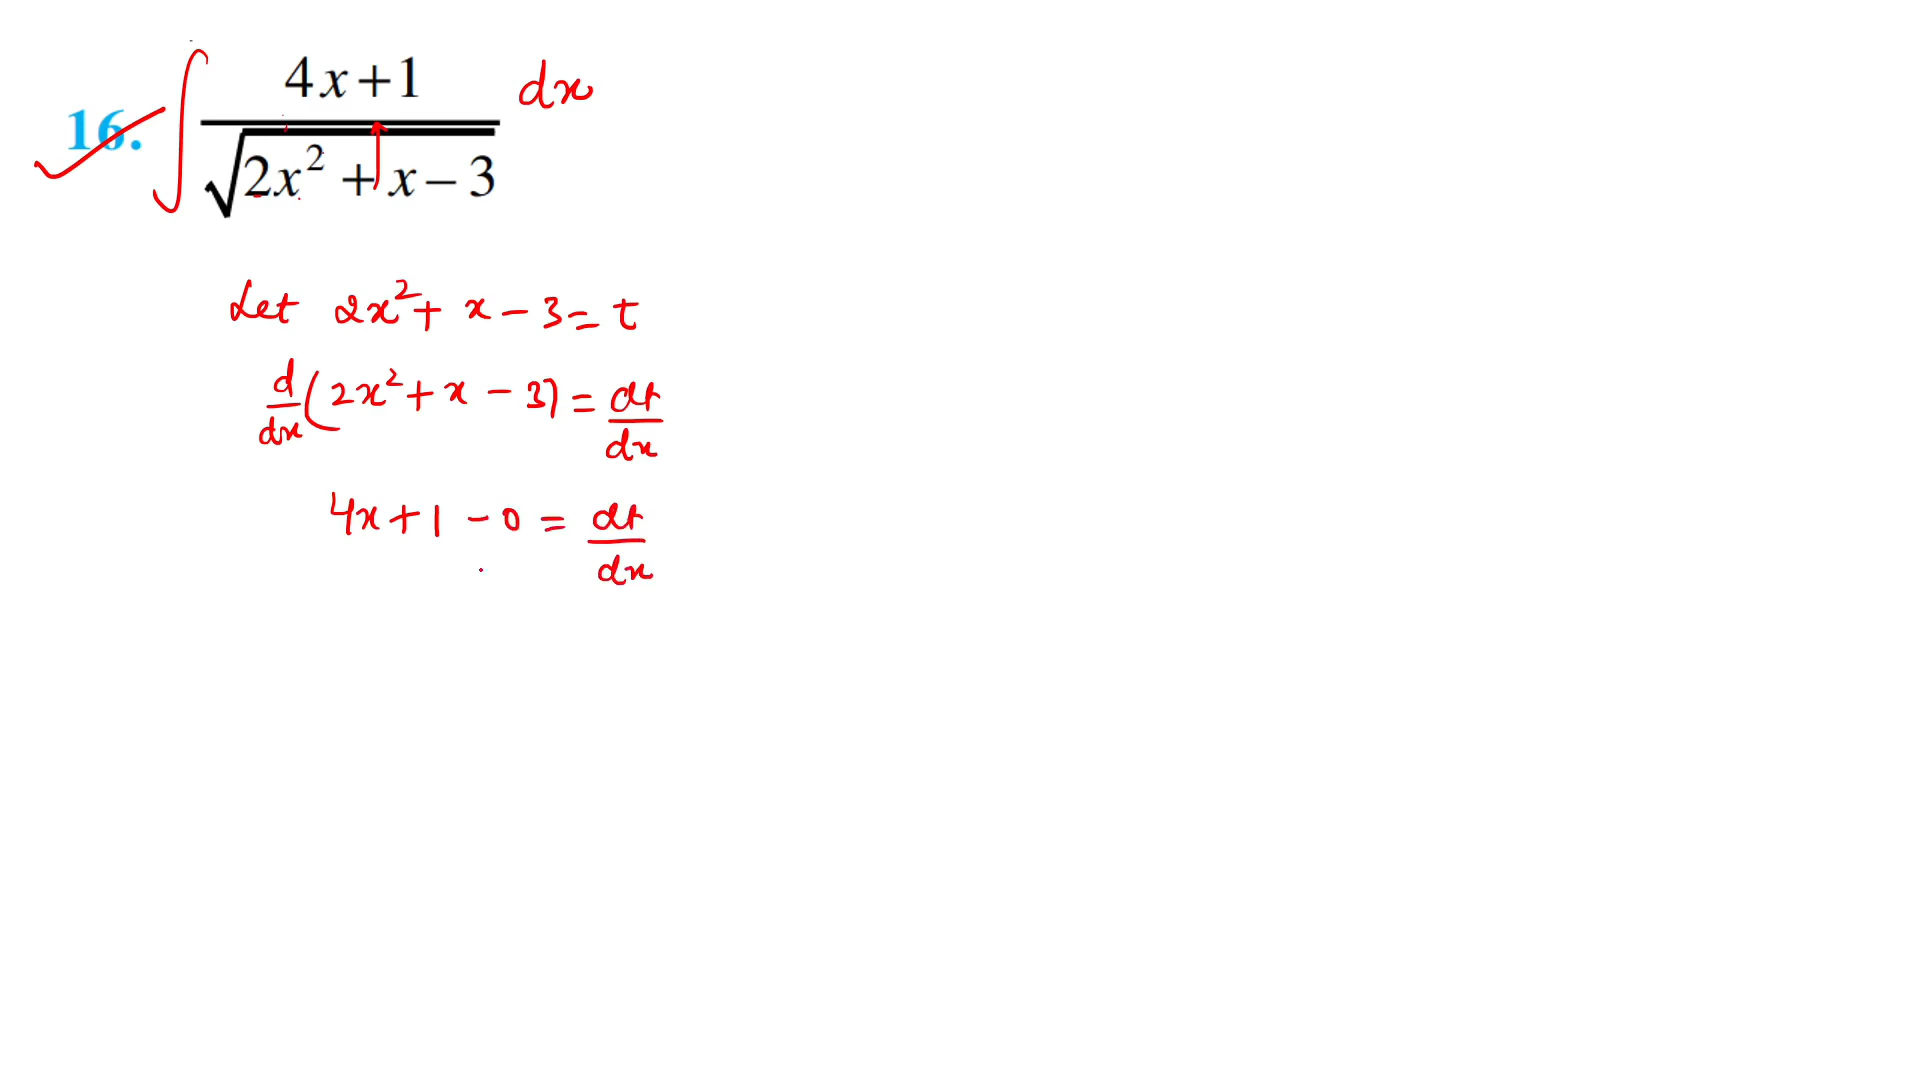 16. ∫ (4x+1)/√(2x² + x – 3) dx
Let 2x² + x – 3 = t
d/dx (2x² + x – 3) = dt/dx
4x + 1 – 0 = dt/dx